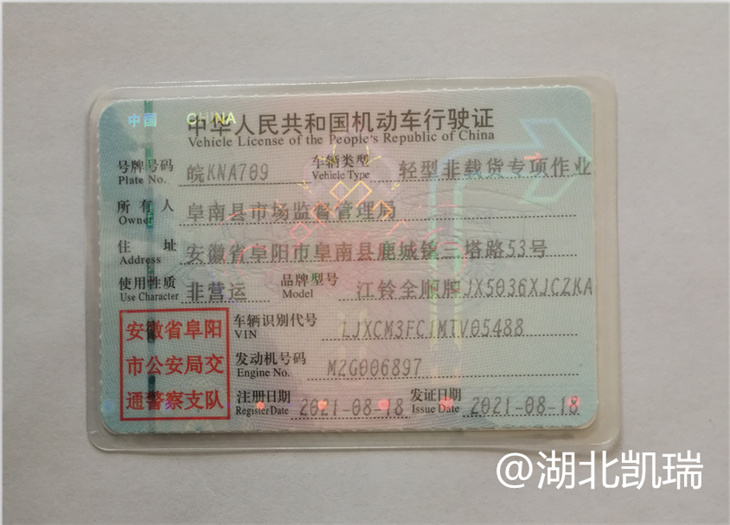 中国 CHINA
中华人民共和国机动车行驶证
Vehicle License of the People's Republic of China
号牌号码 皖KNA709 车辆类型 轻型非载货专项作业
Plate No. Vehicle Type
所有人 阜南县市场监督管理局
Owner
住址 安徽省阜阳市阜南县鹿城镇三塔路53号
Address
使用性质 非营运 品牌型号 江铃全顺牌JX5036XJCZKA
Use Character Model
安徽省阜阳
市公安局交
通警察支队
车辆识别代号 LJXCM3FC1MTV05488
VIN
发动机号码 M2G006897
Engine No.
注册日期 2021-08-18 发证日期 2021-08-18
Register Date Issue Date
@湖北凯瑞